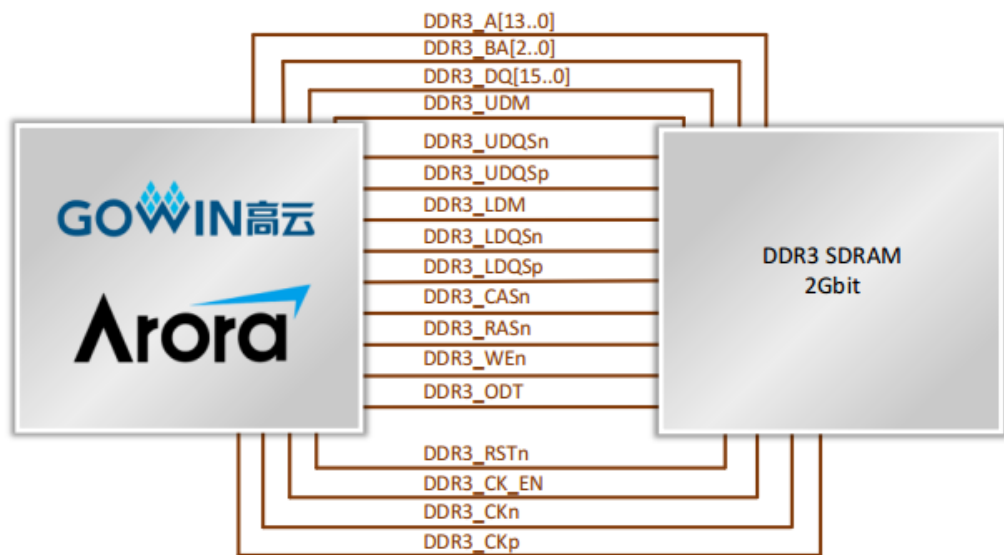 DDR3_A[13..0]
DDR3_BA[2..0]
DDR3_DQ[15..0]
DDR3_UDM
DDR3_UDQSn
DDR3_UDQSp
DDR3_LDM
DDR3_LDQSn
DDR3_LDQSp
DDR3_CASn
DDR3_RASn
DDR3_WEn
DDR3_ODT
DDR3_RSTn
DDR3_CK_EN
DDR3_CKn
DDR3_CKp
GOWIN高云
Arora
DDR3 SDRAM
2Gbit